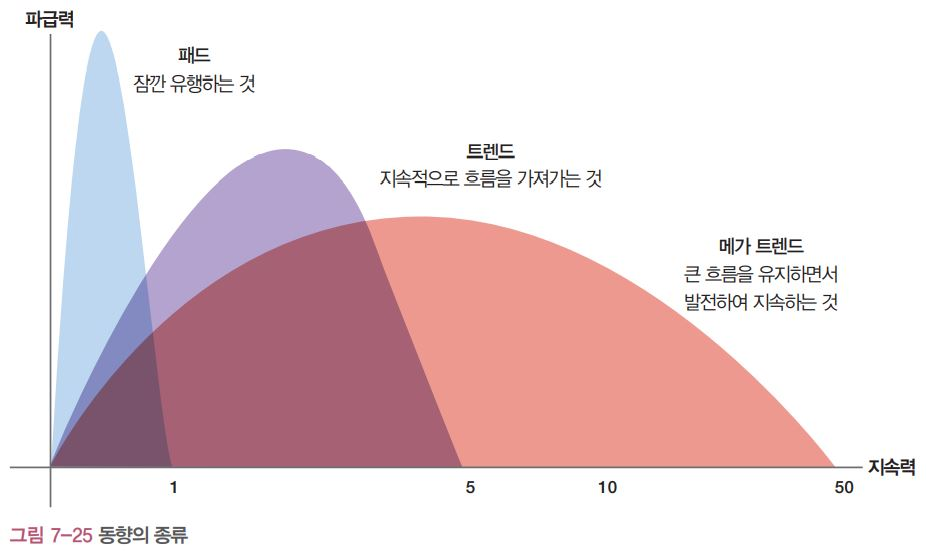 파급력
패드
잠깐 유행하는 것
트렌드
지속적으로 흐름을 가져가는 것
메가 트렌드
큰 흐름을 유지하면서
발전하여 지속하는 것
지속력
1
5
10
50
그림 7-25 동향의 종류